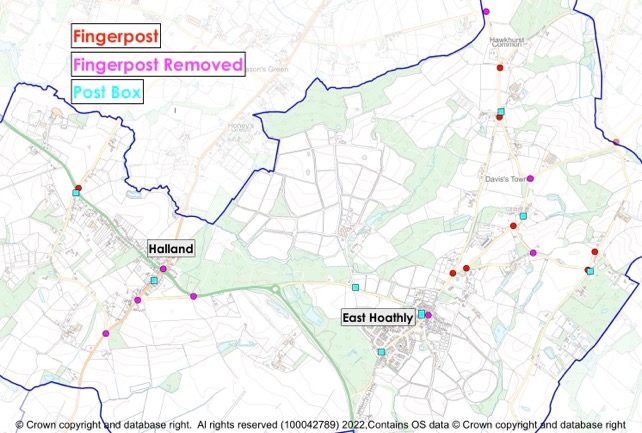 Fingerpost
Fingerpost Removed
Post Box
Hawkhurst
Common
Davis's Town
Halland
East Hoathly
© Crown copyright and database right. Al rights reserved (100042789) 2022,Contains OS data © Crown copyright and database right